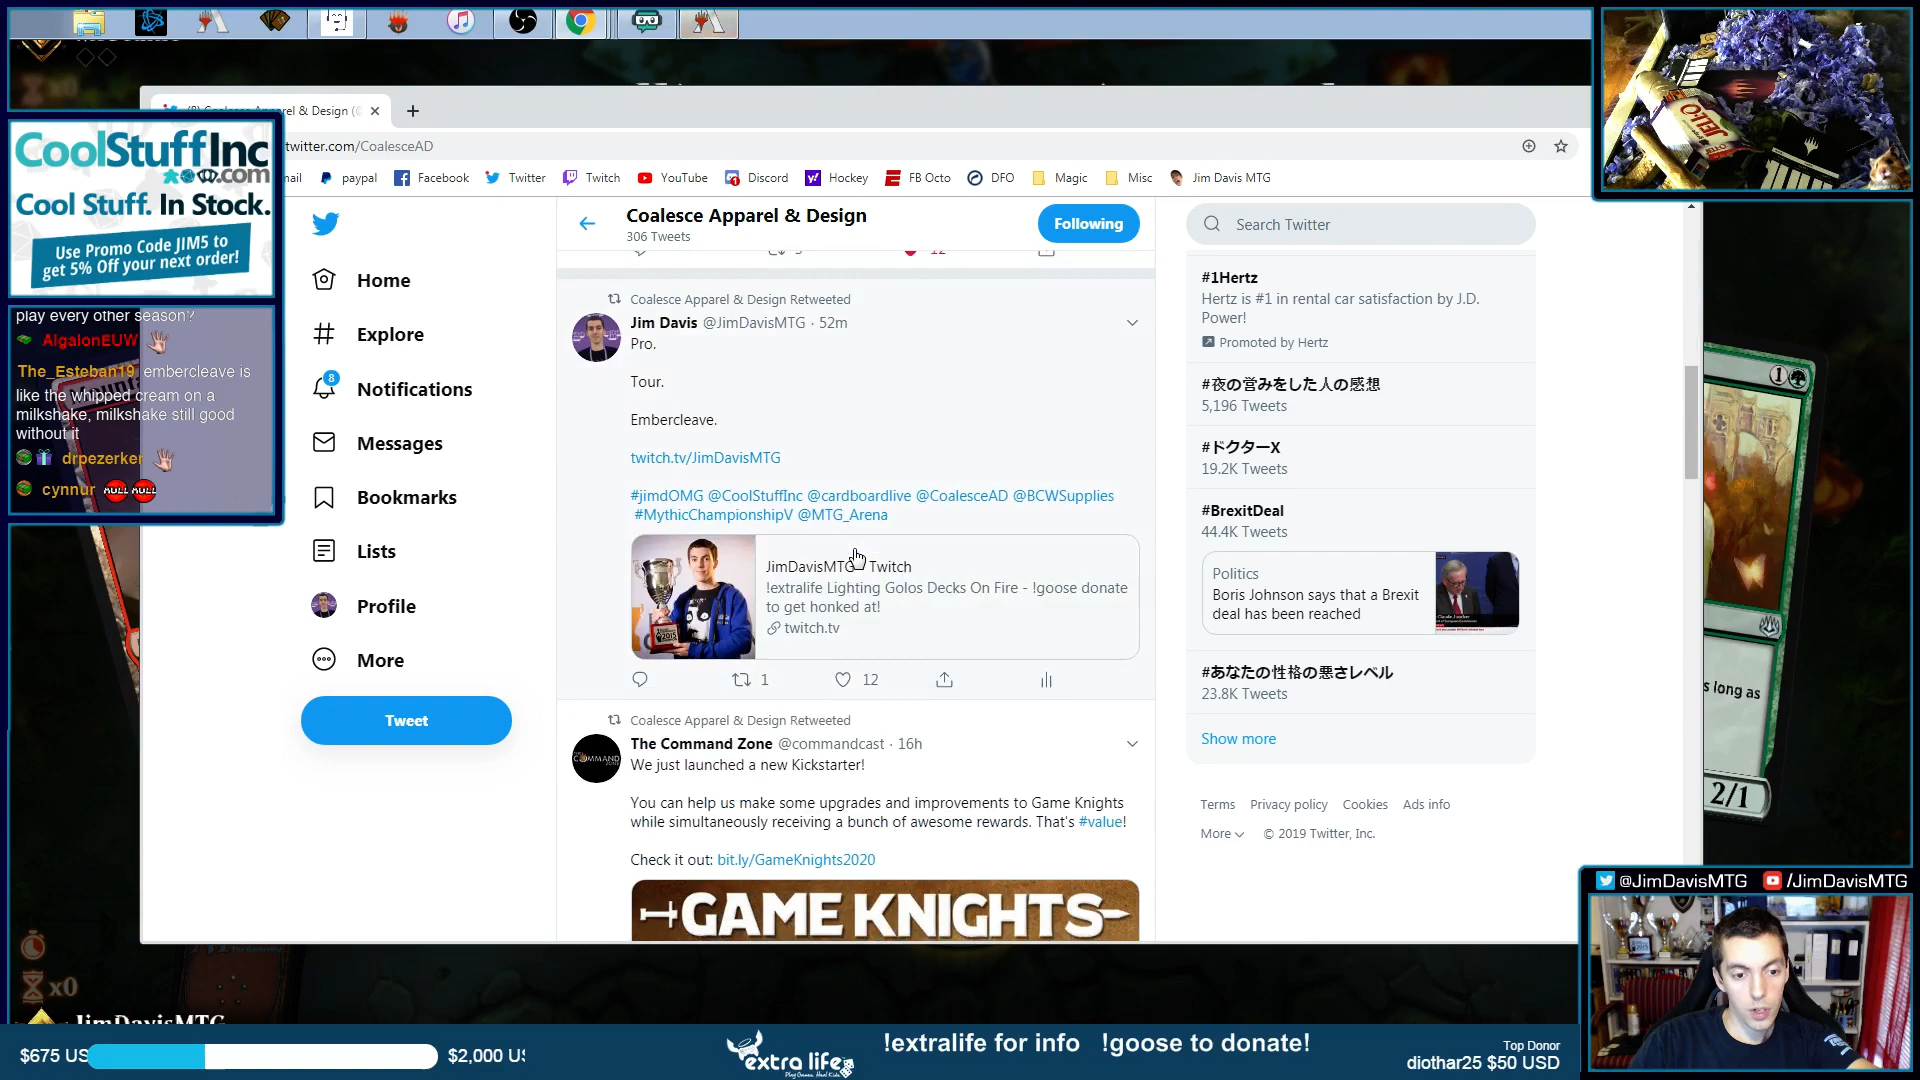 twitter.com/CoalesceAD
paypal
Facebook
Twitter
Twitch
YouTube
Discord
Hockey
FB Octo
DFO
Magic
Misc
Jim Davis MTG
CoolStuffInc
.com
Cool Stuff. In Stock.
Use Promo Code JIM5 to
get 5% Off your next order!
play every other season?
AlgalonEUW
The_Esteban19 embercleave is
like the whipped cream on a
milkshake, milkshake still good
without it
drpezerker
cynnur
Home
Explore
8
Notifications
Messages
Bookmarks
Lists
Profile
More
Tweet
Coalesce Apparel & Design
306 Tweets
Following
12
Coalesce Apparel & Design Retweeted
Jim Davis @JimDavisMTG · 52m
Pro.
Tour.
Embercleave.
twitch.tv/JimDavisMTG
#jimdOMG @CoolStuffInc @cardboardlive @CoalesceAD @BCWSupplies
#MythicChampionshipV @MTG_Arena
JimDavisMTG - Twitch
!extralife Lighting Golos Decks On Fire - !goose donate
to get honked at!
twitch.tv
1
12
Coalesce Apparel & Design Retweeted
The Command Zone @commandcast · 16h
We just launched a new Kickstarter!
You can help us make some upgrades and improvements to Game Knights
while simultaneously receiving a bunch of awesome rewards. That's #value!
Check it out: bit.ly/GameKnights2020
GAME KNIGHTS
Search Twitter
#1Hertz
Hertz is #1 in rental car satisfaction by J.D.
Power!
Promoted by Hertz
#夜の営みをした人の感想
5,196 Tweets
#ドクターX
19.2K Tweets
#BrexitDeal
44.4K Tweets
Politics
Boris Johnson says that a Brexit
deal has been reached
#あなたの性格の悪さレベル
23.8K Tweets
Show more
Terms
Privacy policy
Cookies
Ads info
More
© 2019 Twitter, Inc.
JELL-O
1
s long as
2/1
@JimDavisMTG
/JimDavisMTG
x0
JimDavisMTG
$675 US
$2,000 U
extra life
Play Games. Heal Kids.
!extralife for info !goose to donate!
Top Donor
diothar25 $50 USD